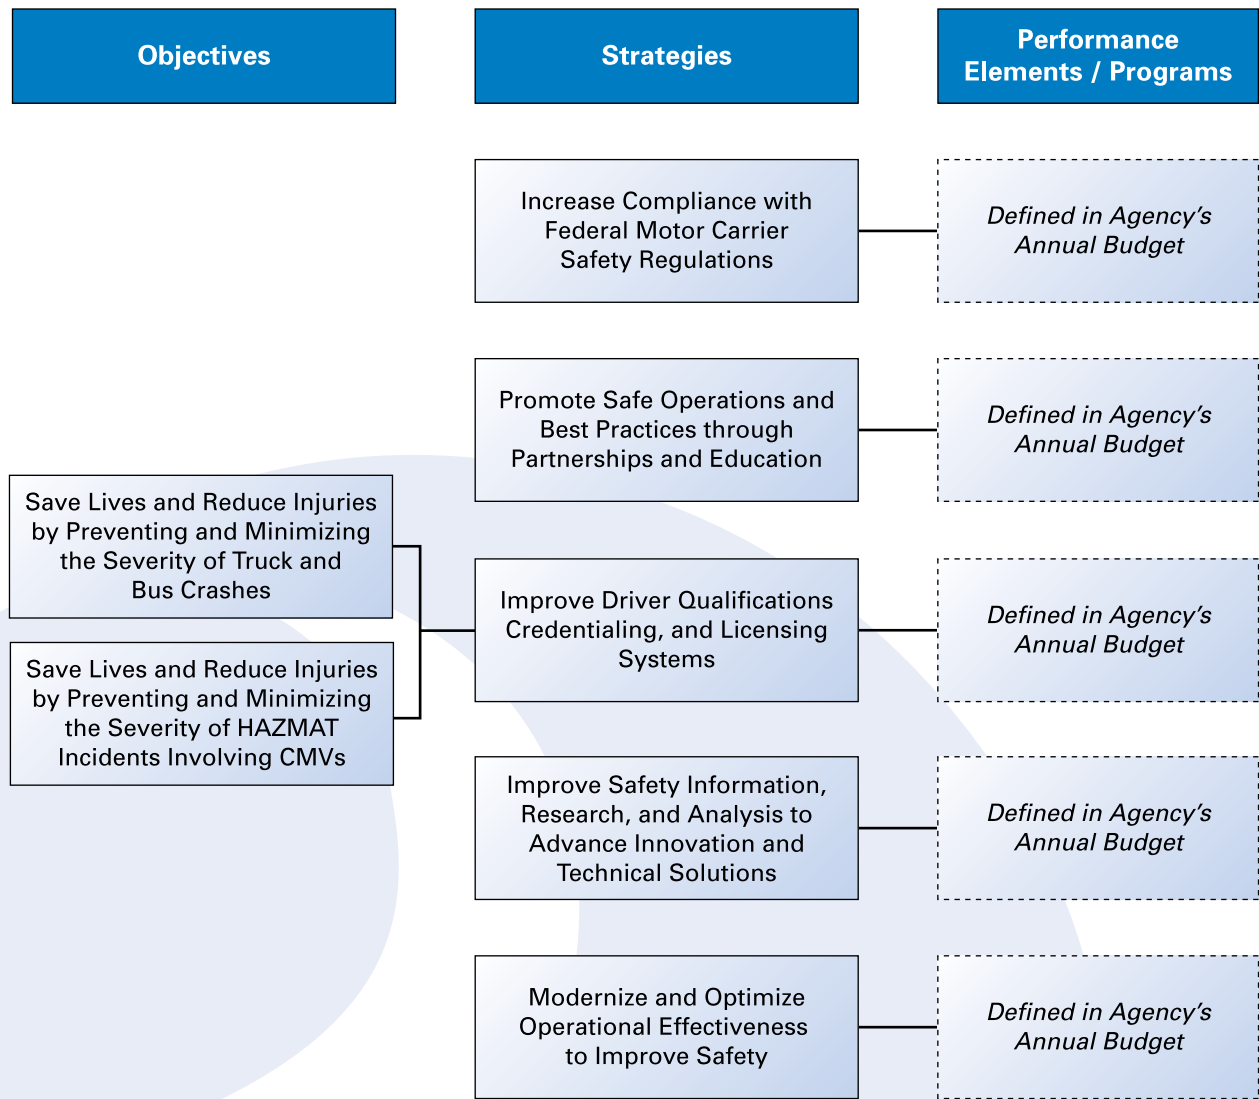 Objectives
Strategies
Performance
Elements / Programs
Increase Compliance with
Federal Motor Carrier
Safety Regulations
Defined in Agency's
Annual Budget
Promote Safe Operations and
Best Practices through
Partnerships and Education
Defined in Agency's
Annual Budget
Save Lives and Reduce Injuries
by Preventing and Minimizing
the Severity of Truck and
Bus Crashes
Save Lives and Reduce Injuries
by Preventing and Minimizing
the Severity of HAZMAT
Incidents Involving CMVs
Improve Driver Qualifications
Credentialing, and Licensing
Systems
Defined in Agency's
Annual Budget
Improve Safety Information,
Research, and Analysis to
Advance Innovation and
Technical Solutions
Defined in Agency's
Annual Budget
Modernize and Optimize
Operational Effectiveness
to Improve Safety
Defined in Agency's
Annual Budget